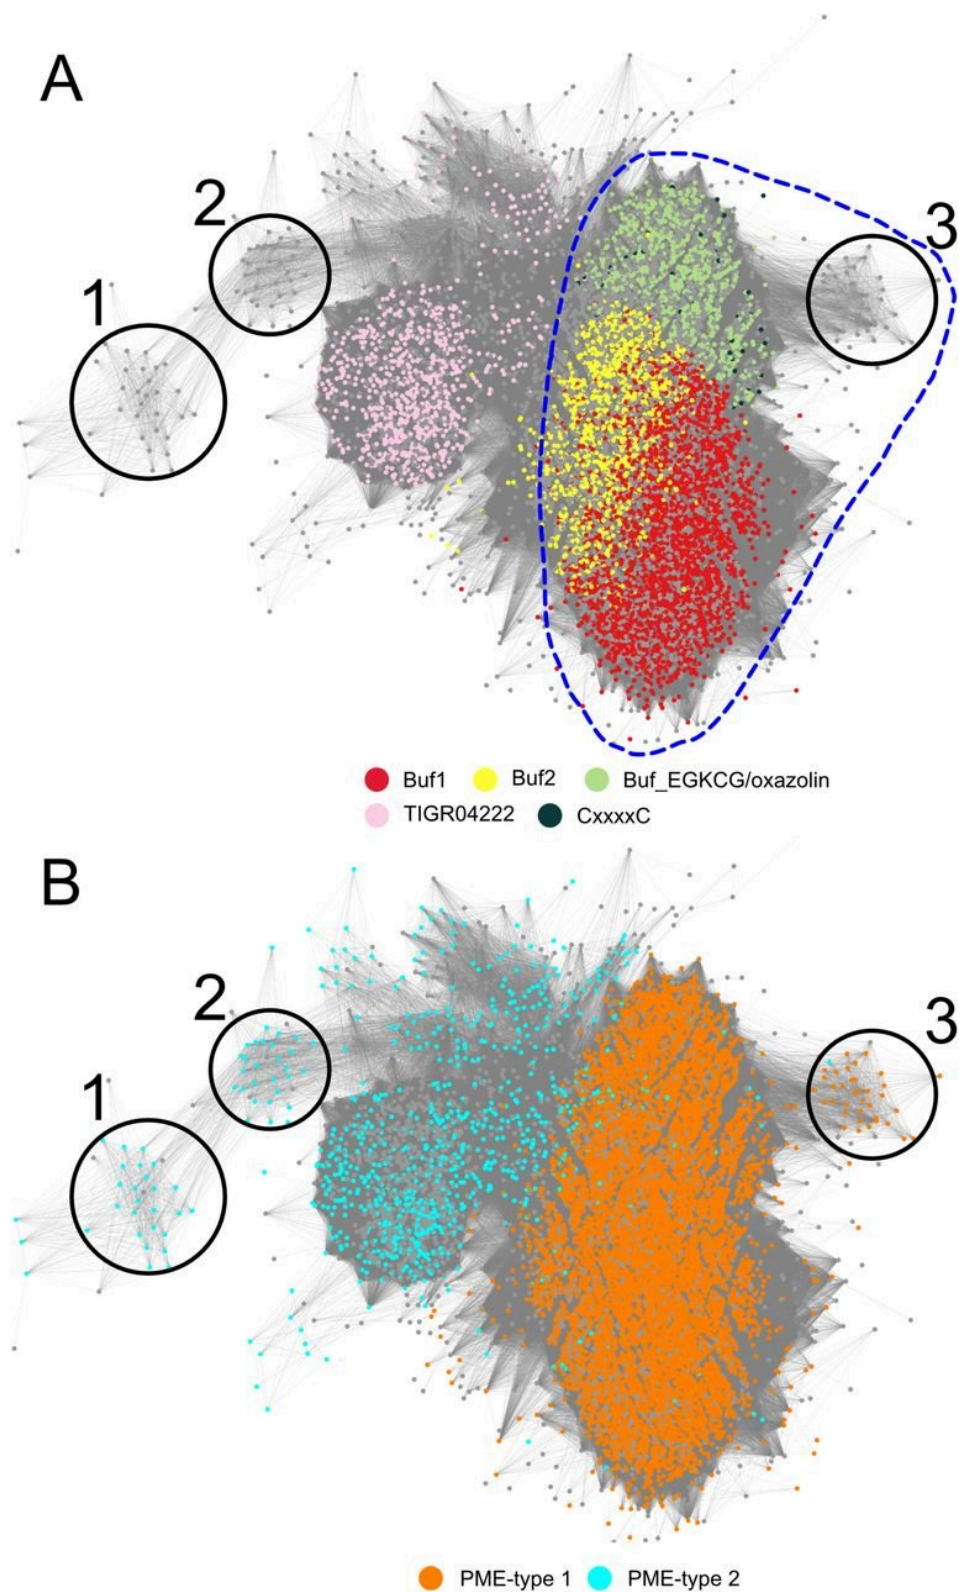 A
2
3
1
Buf1 Buf2 Buf_EGKCG/oxazolin
TIGR04222 CxxxxC
B
2
3
1
PME-type 1 PME-type 2